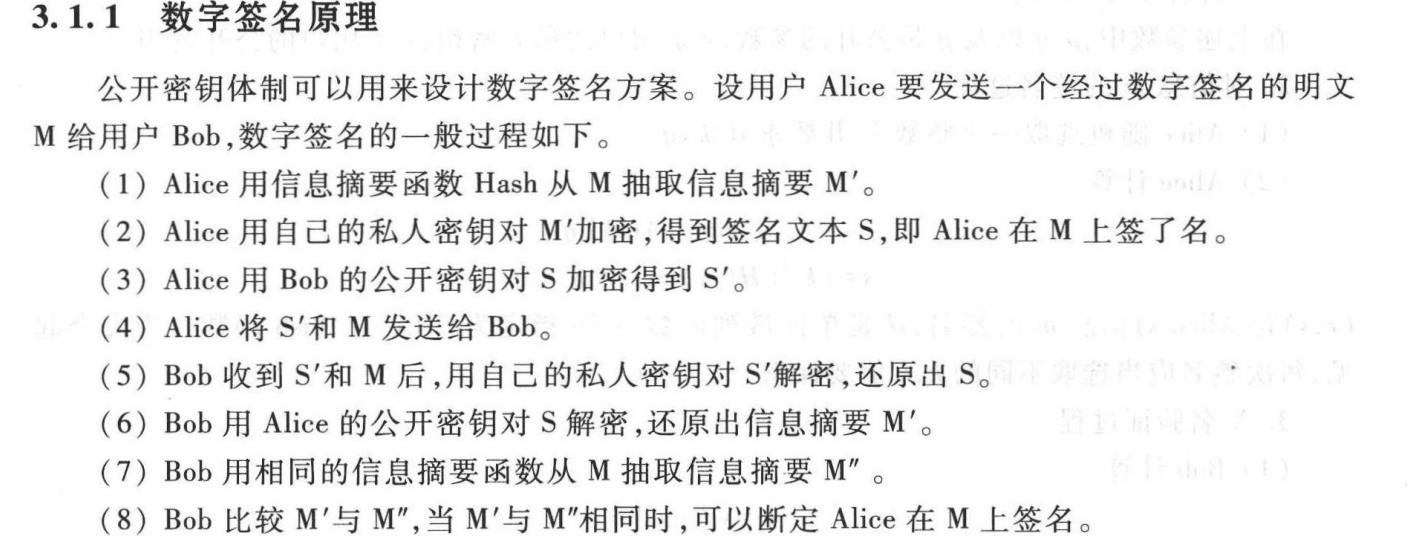 3.1.1 数字签名原理
公开密钥体制可以用来设计数字签名方案。设用户 Alice 要发送一个经过数字签名的明文
M 给用户 Bob,数字签名的一般过程如下。
(1) Alice 用信息摘要函数 Hash 从 M 抽取信息摘要 M′。
(2) Alice 用自己的私人密钥对 M′加密,得到签名文本 S,即 Alice 在 M 上签了名。
(3) Alice 用 Bob 的公开密钥对 S 加密得到 S′。
(4) Alice 将 S′和 M 发送给 Bob。
(5) Bob 收到 S′和 M 后,用自己的私人密钥对 S′解密,还原出 S。
(6) Bob 用 Alice 的公开密钥对 S 解密,还原出信息摘要 M′。
(7) Bob 用相同的信息摘要函数从 M 抽取信息摘要 M″。
(8) Bob 比较 M′与 M″,当 M′与 M″相同时,可以断定 Alice 在 M 上签名。